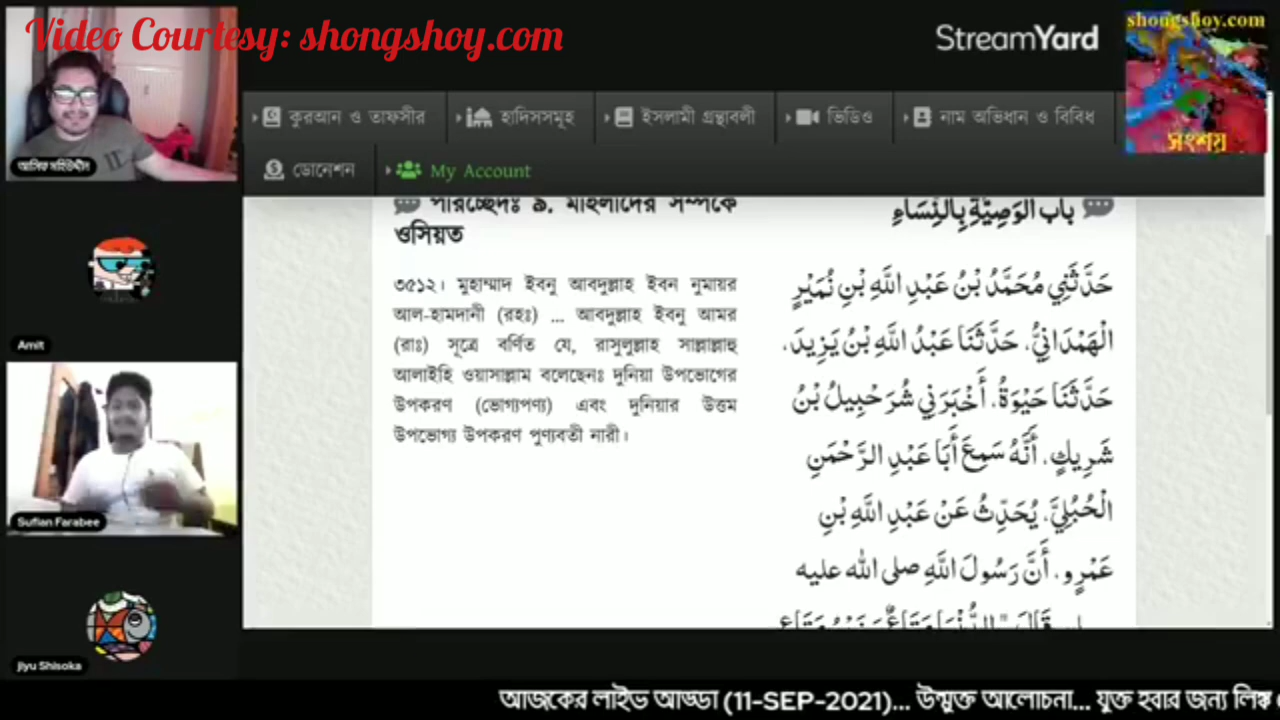 Video Courtesy: shongshoy.com
StreamYard
shongshoy.com
সংশয়
কুরআন ও তাফসীর
হাদিসসমূহ
ইসলামী গ্রন্থাবলী
ভিডিও
নাম অভিধান ও বিবিধ
ডোনেশন
My Account
আসিফ মহিউদ্দীন
Amit
Sufian Farabee
Jiyu Shisoka
পরিচ্ছেদঃ ৯. মহিলাদের সম্পর্কে
ওসিয়ত
৩৫১২। মুহাম্মাদ ইবনু আবদুল্লাহ ইবন নুমায়র
আল-হামদানী (রহঃ) ... আবদুল্লাহ ইবনু আমর
(রাঃ) সূত্রে বর্ণিত যে, রাসুলুল্লাহ সাল্লাল্লাহু
আলাইহি ওয়াসাল্লাম বলেছেনঃ দুনিয়া উপভোগের
উপকরণ (ভোগ্যপণ্য) এবং দুনিয়ার উত্তম
উপভোগ্য উপকরণ পুণ্যবতী নারী।
باب الْوَصِيَّةِ بِالنِّسَاءِ
حَدَّثَنِي مُحَمَّدُ بْنُ عَبْدِ اللَّهِ بْنِ نُمَيْرٍ
الْهَمْدَانِيُّ، حَدَّثَنَا عَبْدُ اللَّهِ بْنُ يَزِيدَ،
حَدَّثَنَا حَيْوَةُ، أَخْبَرَنِي شُرَحْبِيلُ بْنُ
شَرِيكٍ، أَنَّهُ سَمِعَ أَبَا عَبْدِ الرَّحْمَنِ
الْحُبُلِيَّ، يُحَدِّثُ عَنْ عَبْدِ اللَّهِ بْنِ
عَمْرٍو، أَنَّ رَسُولَ اللَّهِ صلى الله عليه
আজকের লাইভ আড্ডা (11-SEP-2021)... উন্মুক্ত আলোচনা... যুক্ত হবার জন্য লিঙ্ক